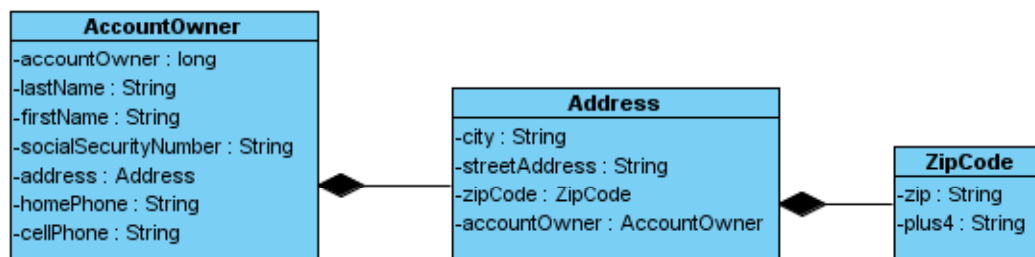 AccountOwner
-accountOwner : long
-lastName : String
-firstName : String
-socialSecurityNumber : String
-address : Address
-homePhone : String
-cellPhone : String
Address
-city : String
-streetAddress : String
-zipCode : ZipCode
-accountOwner : AccountOwner
ZipCode
-zip : String
-plus4 : String